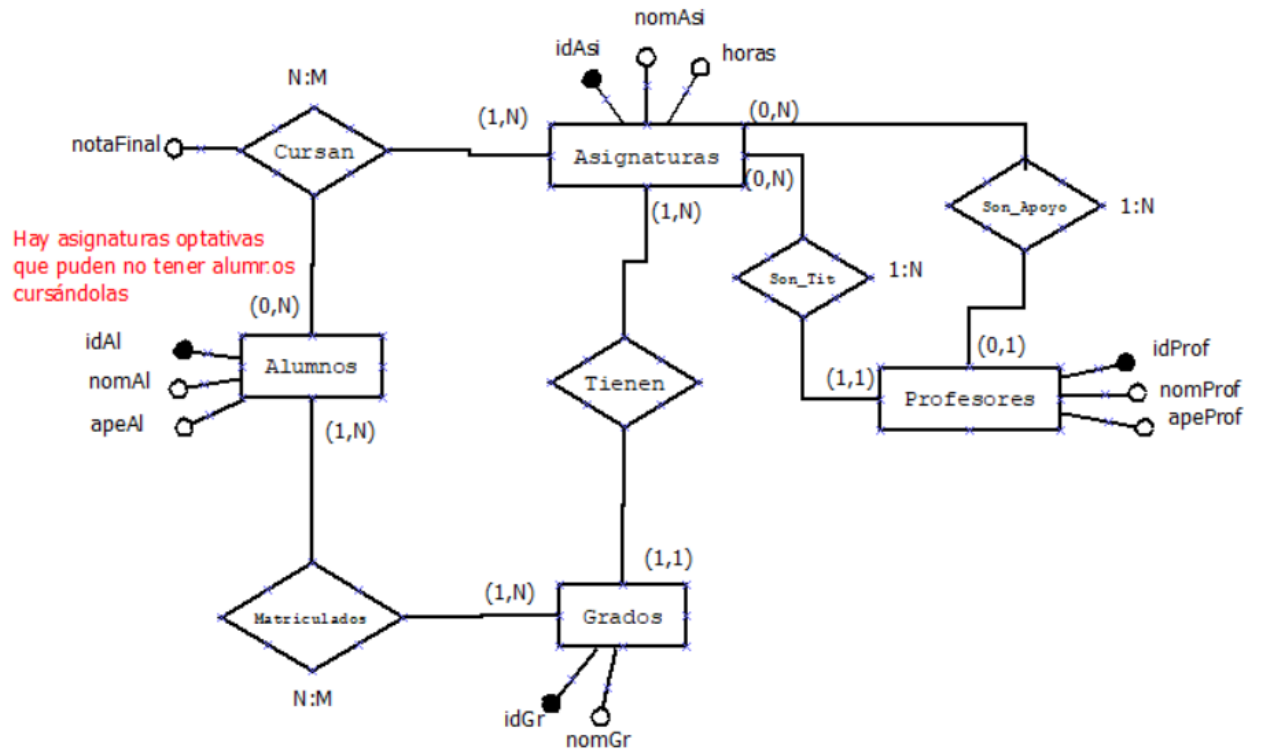 nomAsi
idAsi
horas
N:M
(1,N)
(0,N)
notaFinal
Cursan
Asignaturas
(0,N)
(1,N)
Son_Apoyo
1:N
Hay asignaturas optativas
que puden no tener alumnos
cursándolas
Son_Tit
1:N
(0,N)
idAl
nomAl
apeAl
Alumnos
Tienen
(0,1)
(1,1)
idProf
nomProf
apeProf
Profesores
(1,N)
(1,1)
(1,N)
Matriculados
Grados
N:M
idGr
nomGr